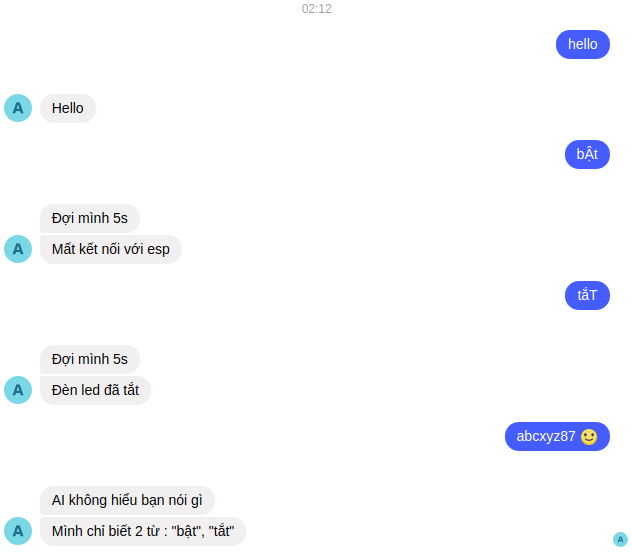 02:12
hello
A Hello
bẬt
Đợi mình 5s
A Mất kết nối với esp
tắT
Đợi mình 5s
A Đèn led đã tắt
abcxyz87 🙂
AI không hiểu bạn nói gì
A Mình chỉ biết 2 từ : "bật", "tắt"
A